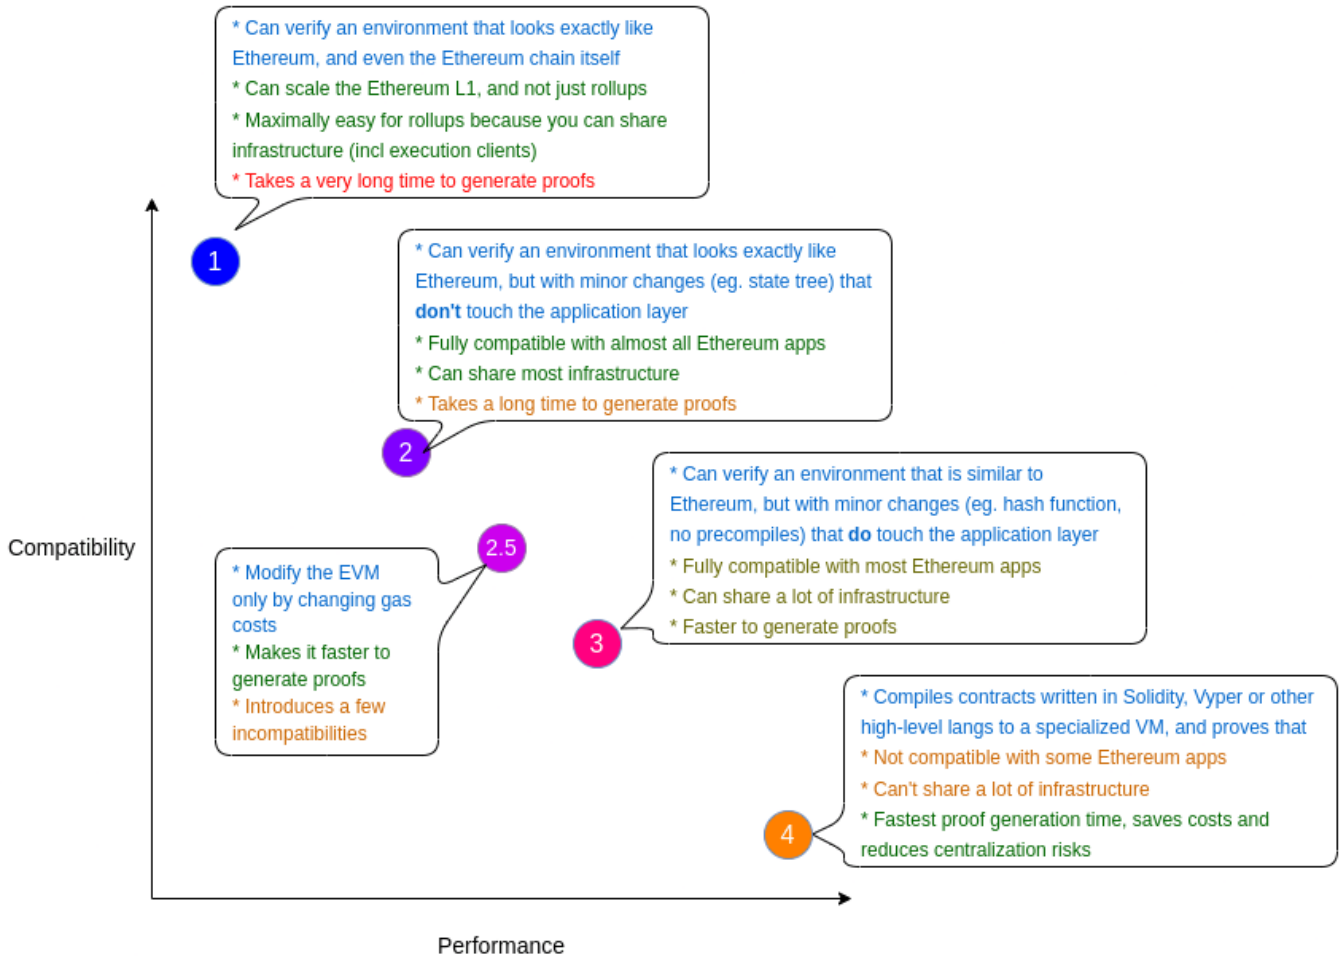 * Can verify an environment that looks exactly like
Ethereum, and even the Ethereum chain itself
* Can scale the Ethereum L1, and not just rollups
* Maximally easy for rollups because you can share
infrastructure (incl execution clients)
* Takes a very long time to generate proofs
1
* Can verify an environment that looks exactly like
Ethereum, but with minor changes (eg. state tree) that
don't touch the application layer
* Fully compatible with almost all Ethereum apps
* Can share most infrastructure
* Takes a long time to generate proofs
2
* Can verify an environment that is similar to
Ethereum, but with minor changes (eg. hash function,
no precompiles) that do touch the application layer
* Fully compatible with most Ethereum apps
* Can share a lot of infrastructure
* Faster to generate proofs
3
Compatibility
2.5
* Modify the EVM
only by changing gas
costs
* Makes it faster to
generate proofs
* Introduces a few
incompatibilities
* Compiles contracts written in Solidity, Vyper or other
high-level langs to a specialized VM, and proves that
* Not compatible with some Ethereum apps
* Can't share a lot of infrastructure
* Fastest proof generation time, saves costs and
reduces centralization risks
4
Performance